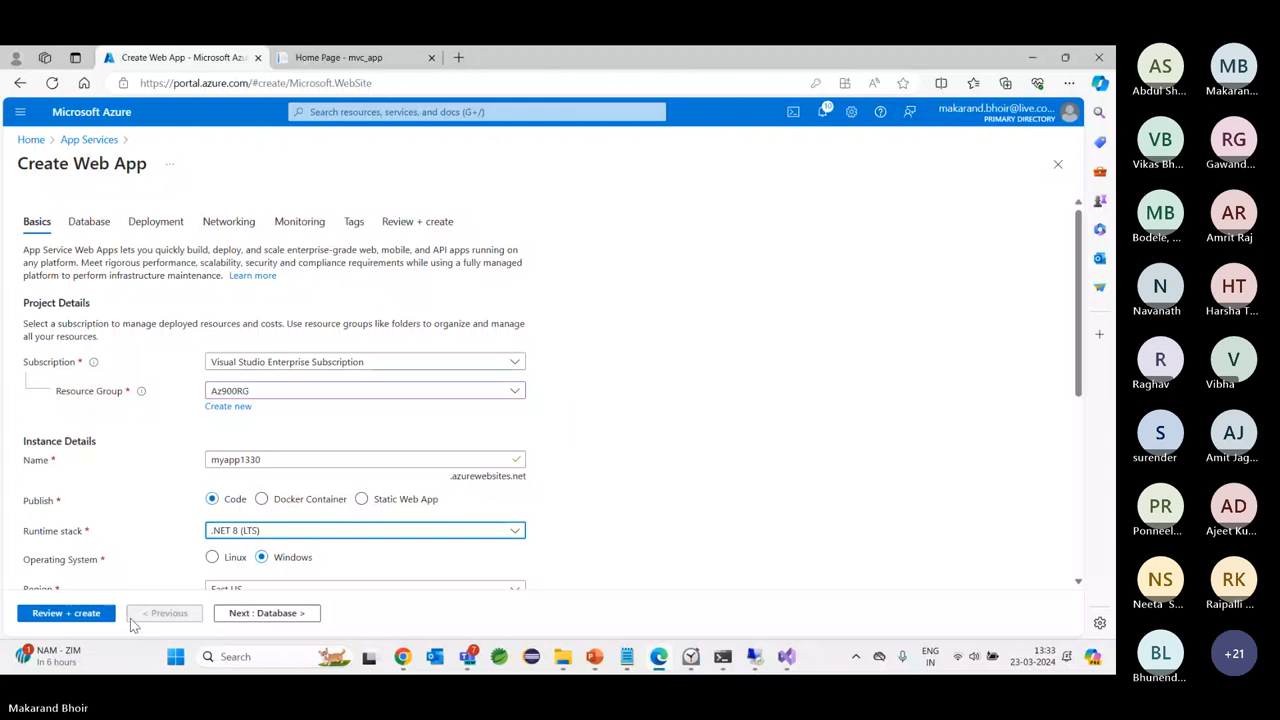 Create Web App - Microsoft Az
Home Page - mvc_app
https://portal.azure.com/#create/Microsoft.WebSite
Microsoft Azure
Search resources, services, and docs (G+/)
10
makarand.bhoir@live.co...
PRIMARY DIRECTORY
Home > App Services >
Create Web App ...
Basics
Database
Deployment
Networking
Monitoring
Tags
Review + create
App Service Web Apps lets you quickly build, deploy, and scale enterprise-grade web, mobile, and API apps running on
any platform. Meet rigorous performance, scalability, security and compliance requirements while using a fully managed
platform to perform infrastructure maintenance. Learn more
Project Details
Select a subscription to manage deployed resources and costs. Use resource groups like folders to organize and manage
all your resources.
Subscription *
Visual Studio Enterprise Subscription
Resource Group *
Az900RG
Create new
Instance Details
Name *
myapp1330
.azurewebsites.net
Publish *
Code
Docker Container
Static Web App
Runtime stack *
.NET 8 (LTS)
Operating System *
Linux
Windows
Region *
East US
Review + create
< Previous
Next : Database >
1
NAM - ZIM
In 6 hours
Search
ENG
IN
13:33
23-03-2024
AS
Abdul Sh...
MB
Makaran...
VB
Vikas Bh...
RG
Gawand...
MB
Bodele, ...
AR
Amrit Raj
N
Navanath
HT
Harsha T...
R
Raghav
V
Vibha
S
surender
AJ
Amit Jag...
PR
Ponneel...
AD
Ajeet Ku...
NS
Neeta S...
RK
Raipalli ...
BL
Bhunend...
+21
Makarand Bhoir